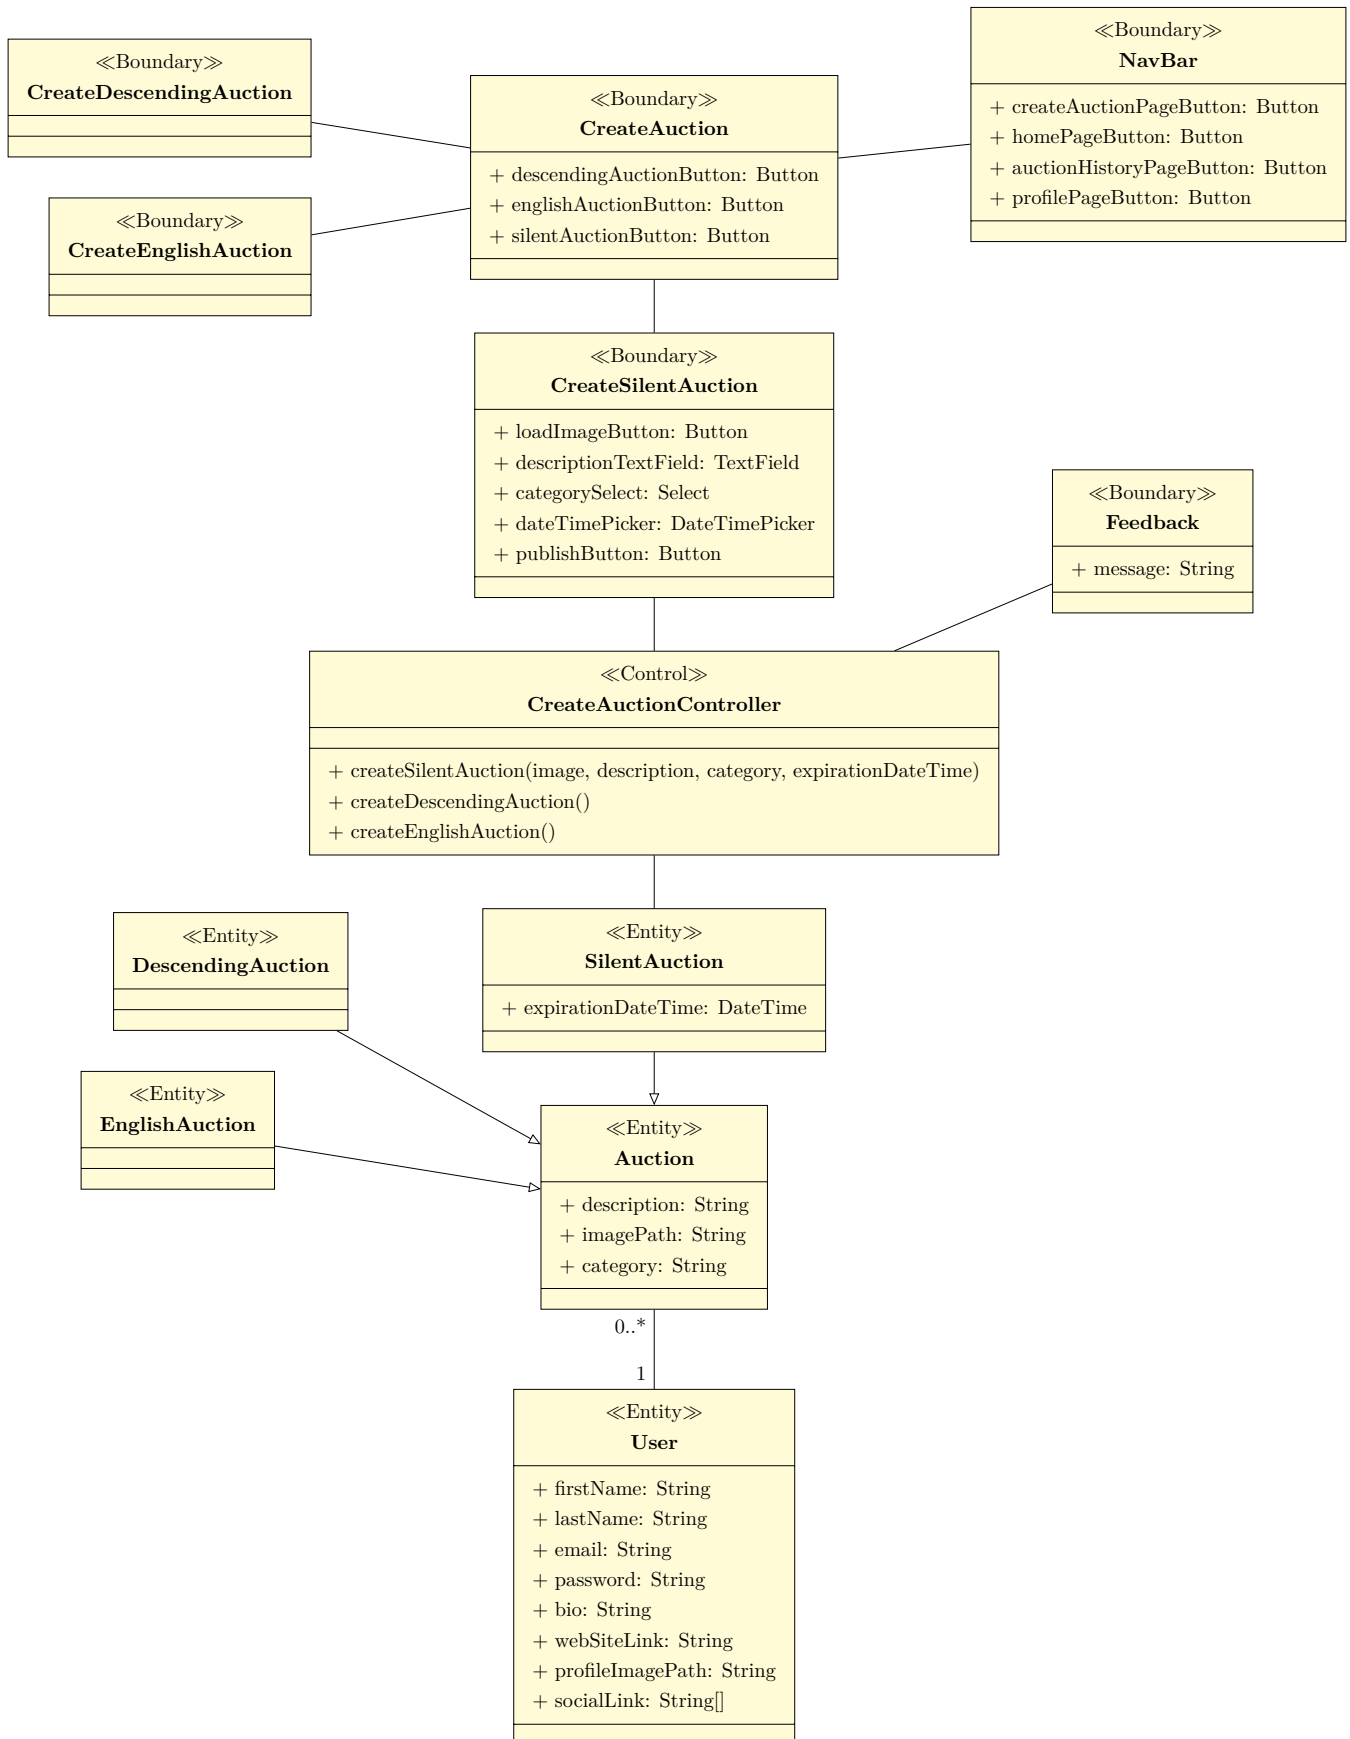 ≪Boundary≫
CreateDescendingAuction
≪Boundary≫
CreateEnglishAuction
≪Boundary≫
CreateAuction
+ descendingAuctionButton: Button
+ englishAuctionButton: Button
+ silentAuctionButton: Button
≪Boundary≫
NavBar
+ createAuctionPageButton: Button
+ homePageButton: Button
+ auctionHistoryPageButton: Button
+ profilePageButton: Button
≪Boundary≫
CreateSilentAuction
+ loadImageButton: Button
+ descriptionTextField: TextField
+ categorySelect: Select
+ dateTimePicker: DateTimePicker
+ publishButton: Button
≪Boundary≫
Feedback
+ message: String
≪Control≫
CreateAuctionController
+ createSilentAuction(image, description, category, expirationDateTime)
+ createDescendingAuction()
+ createEnglishAuction()
≪Entity≫
DescendingAuction
≪Entity≫
SilentAuction
+ expirationDateTime: DateTime
≪Entity≫
EnglishAuction
≪Entity≫
Auction
+ description: String
+ imagePath: String
+ category: String
0..*
1
≪Entity≫
User
+ firstName: String
+ lastName: String
+ email: String
+ password: String
+ bio: String
+ webSiteLink: String
+ profileImagePath: String
+ socialLink: String[]